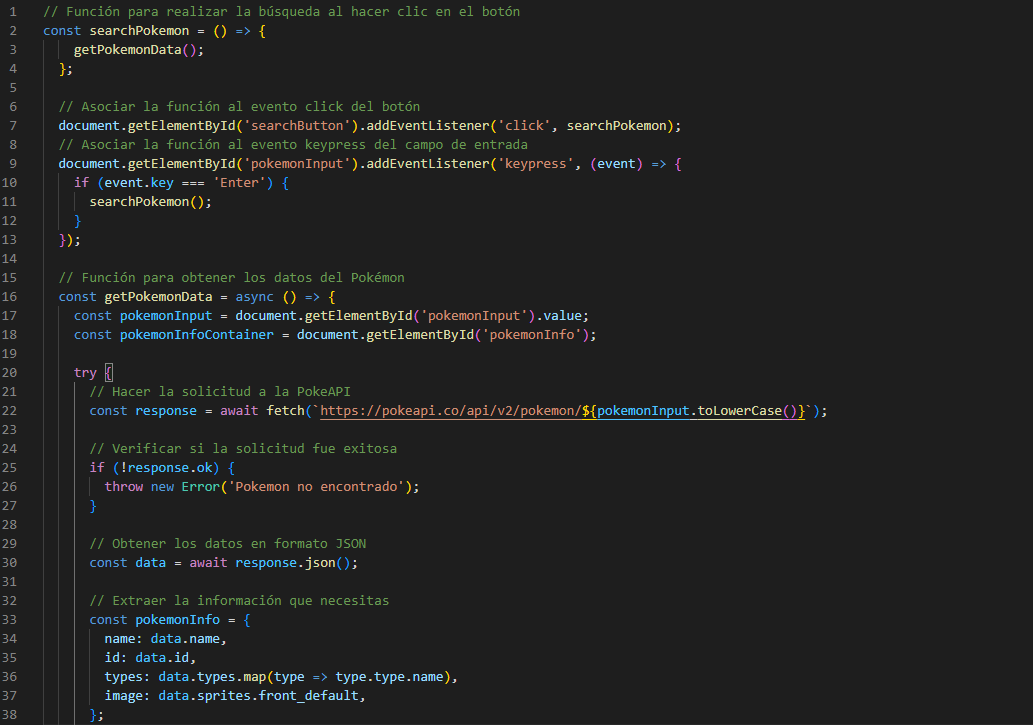 1 // Función para realizar la búsqueda al hacer clic en el botón
2 const searchPokemon = () => {
3     getPokemonData();
4   };
5
6   // Asociar la función al evento click del botón
7   document.getElementById('searchButton').addEventListener('click', searchPokemon);
8   // Asociar la función al evento keypress del campo de entrada
9   document.getElementById('pokemonInput').addEventListener('keypress', (event) => {
10     if (event.key === 'Enter') {
11       searchPokemon();
12     }
13   });
14
15   // Función para obtener los datos del Pokémon
16   const getPokemonData = async () => {
17     const pokemonInput = document.getElementById('pokemonInput').value;
18     const pokemonInfoContainer = document.getElementById('pokemonInfo');
19
20     try {
21       // Hacer la solicitud a la PokeAPI
22       const response = await fetch(`https://pokeapi.co/api/v2/pokemon/${pokemonInput.toLowerCase()}`);
23
24       // Verificar si la solicitud fue exitosa
25       if (!response.ok) {
26         throw new Error('Pokemon no encontrado');
27       }
28
29       // Obtener los datos en formato JSON
30       const data = await response.json();
31
32       // Extraer la información que necesitas
33       const pokemonInfo = {
34         name: data.name,
35         id: data.id,
36         types: data.types.map(type => type.type.name),
37         image: data.sprites.front_default,
38       };